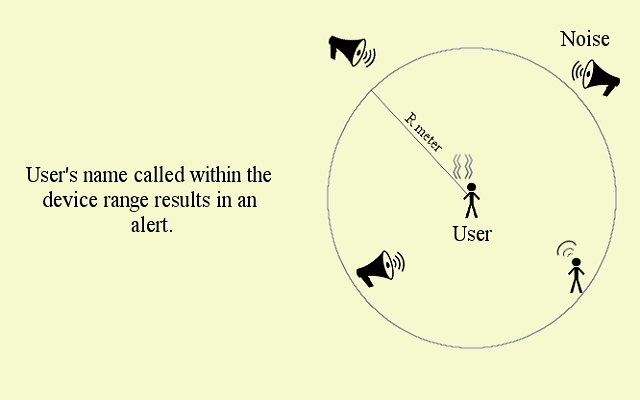 User's name called within the
device range results in an
alert.
Noise
R meter
User